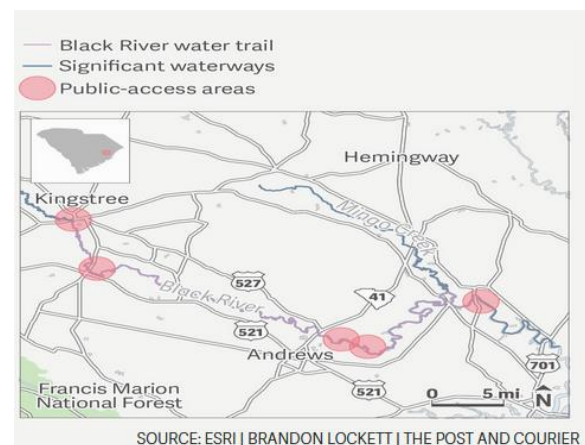 Black River water trail
Significant waterways
Public-access areas
Hemingway
Kingstree
Mingo Creek
527
Black River
41
521
Andrews
701
521
0 5 mi
N
Francis Marion
National Forest
SOURCE: ESRI | BRANDON LOCKETT | THE POST AND COURIER